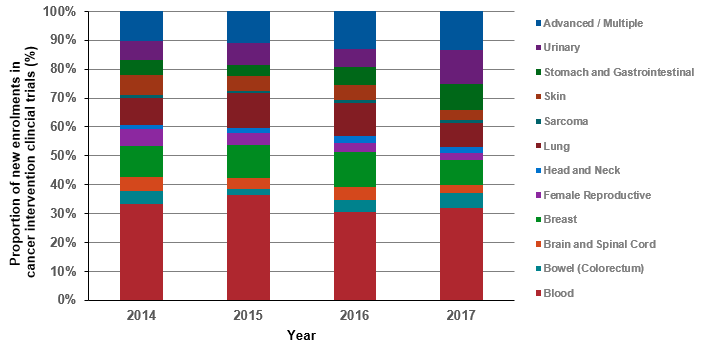 Proportion of new enrolments in
cancer intervention clincial trials (%)
100%
90%
80%
70%
60%
50%
40%
30%
20%
10%
0%
2014 2015 2016 2017
Year
Advanced / Multiple
Urinary
Stomach and Gastrointestinal
Skin
Sarcoma
Lung
Head and Neck
Female Reproductive
Breast
Brain and Spinal Cord
Bowel (Colorectum)
Blood